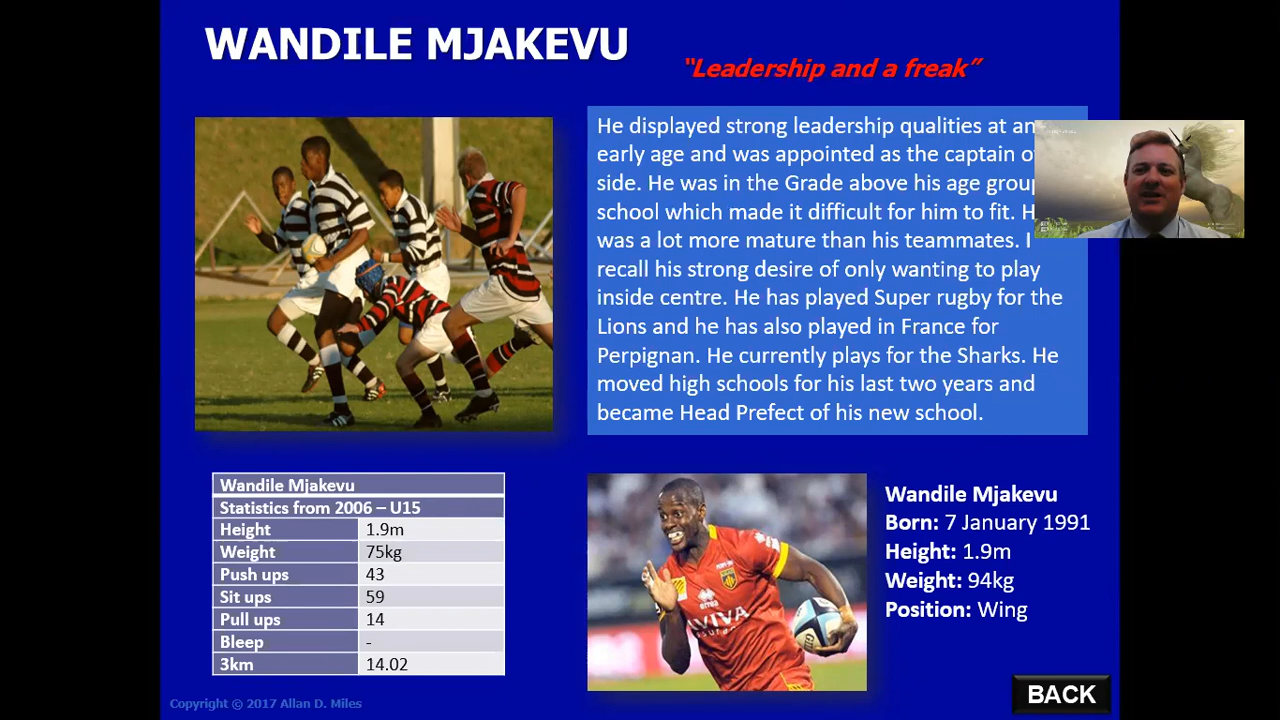 WANDILE MJAKEVU
“Leadership and a freak”
He displayed strong leadership qualities at an
early age and was appointed as the captain o
side. He was in the Grade above his age group
school which made it difficult for him to fit. H
was a lot more mature than his teammates. I
recall his strong desire of only wanting to play
inside centre. He has played Super rugby for the
Lions and he has also played in France for
Perpignan. He currently plays for the Sharks. He
moved high schools for his last two years and
became Head Prefect of his new school.
Wandile Mjakevu
Statistics from 2006 – U15
Height 1.9m
Weight 75kg
Push ups 43
Sit ups 59
Pull ups 14
Bleep -
3km 14.02
AVIVA
Wandile Mjakevu
Born: 7 January 1991
Height: 1.9m
Weight: 94kg
Position: Wing
BACK
Copyright © 2017 Allan D. Miles